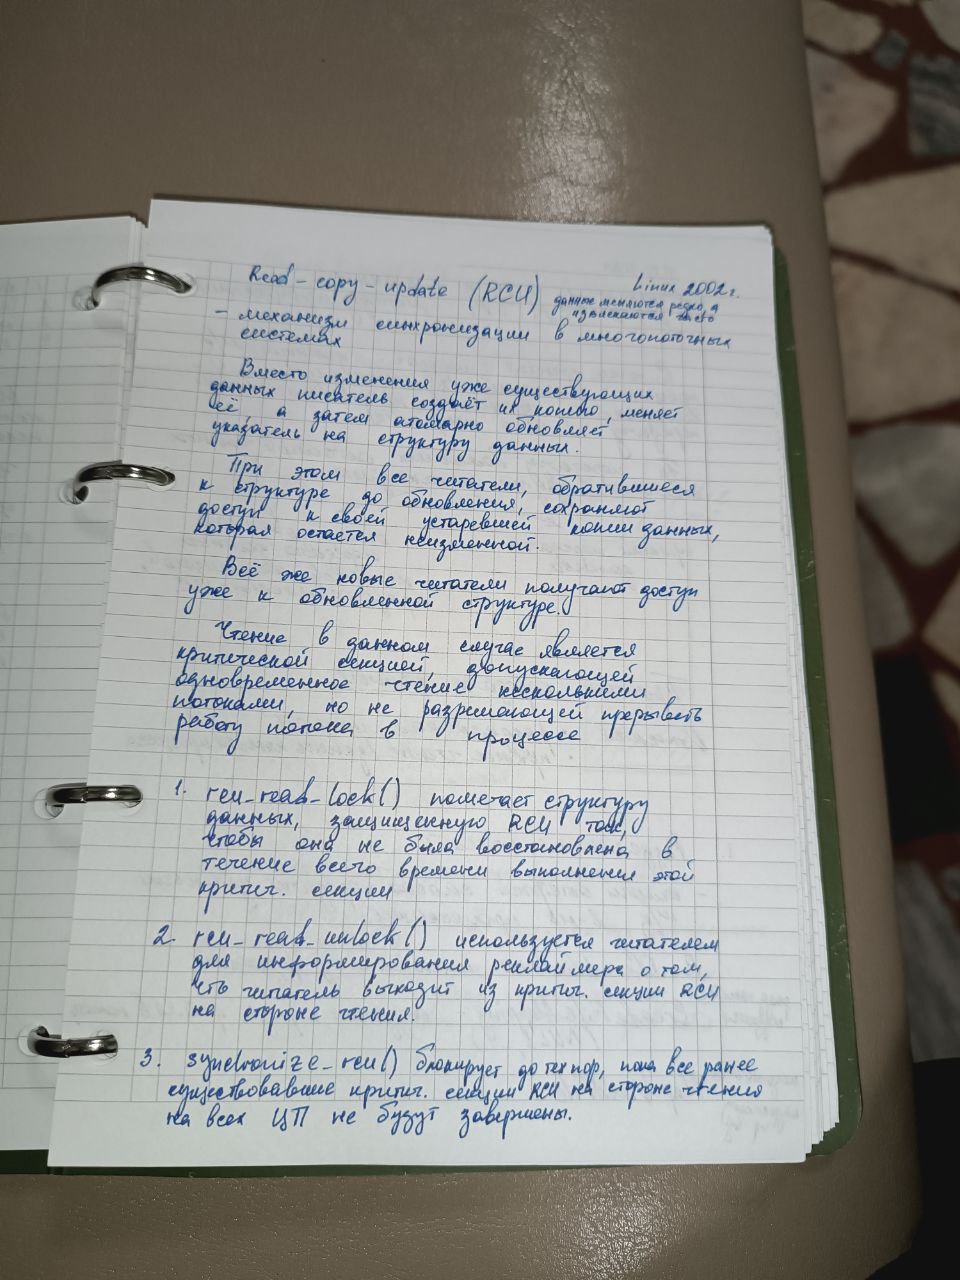 Read-copy-update (RCU) Linux 2002г.
данные меняются редко, а
извлекаются часто
- механизм синхронизации в многопоточных
системах
Вместо изменения уже существующих
данных писатель создаёт их копию, меняет
её, а затем атомарно обновляет
указатель на структуру данных.
При этом все читатели, обратившиеся
к структуре до обновления, сохраняют
доступ к своей устаревшей копии данных,
которая остается неизменной.
Всё же новые читатели получают доступ
уже к обновленной структуре.
Чтение в данном случае является
критической секцией, допускающей
одновременное чтение несколькими
потоками, но не разрешающей прерывать
работу потока в процессе
1. rcu_read_lock() помечает структуру
данных, защищенную RCU так,
чтобы она не была восстановлена в
течение всего времени выполнения этой
критич. секции
2. rcu_read_unlock() используется читателем
для информирования реклаймера о том,
что читатель выходит из критич. секции RCU
на стороне чтения.
3. synchronize_rcu() блокирует до тех пор, пока все ранее
существовавшие критич. секции RCU на стороне чтения
на всех ЦП не будут завершены.